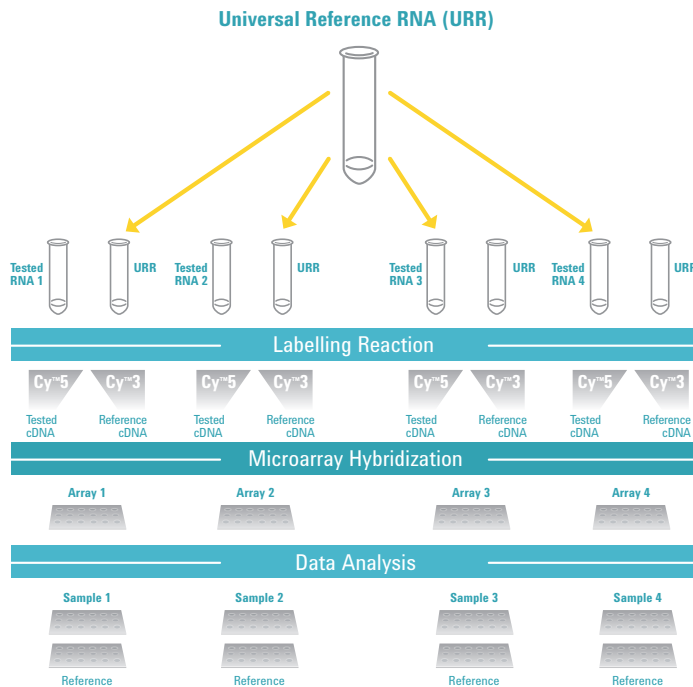 Universal Reference RNA (URR)
Tested RNA 1
URR
Tested RNA 2
URR
Tested RNA 3
URR
Tested RNA 4
URR
Labelling Reaction
Cy™5
Cy™3
Cy™5
Cy™3
Cy™5
Cy™3
Cy™5
Cy™3
Tested cDNA
Reference cDNA
Tested cDNA
Reference cDNA
Tested cDNA
Reference cDNA
Tested cDNA
Reference cDNA
Microarray Hybridization
Array 1
Array 2
Array 3
Array 4
Data Analysis
Sample 1
Sample 2
Sample 3
Sample 4
Reference
Reference
Reference
Reference